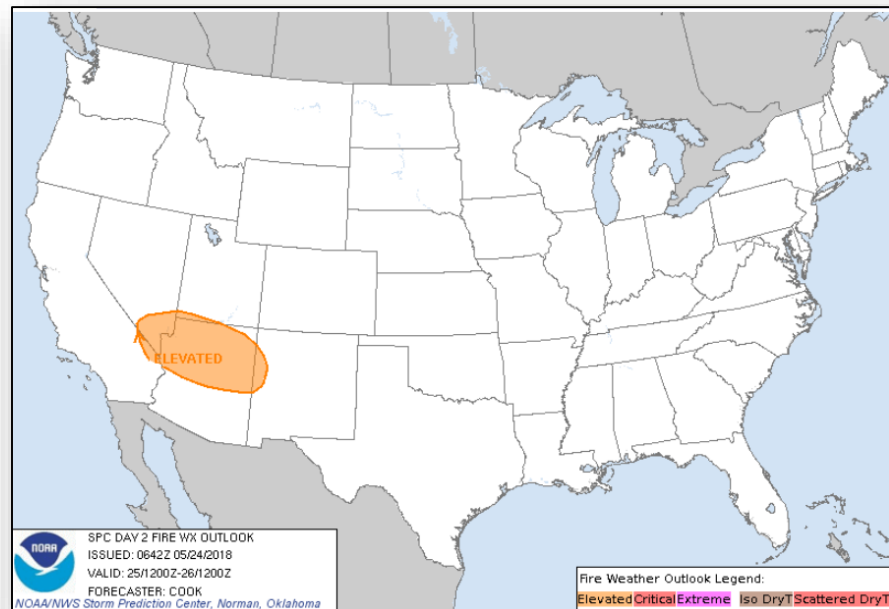 ELEVATED
NOAA
SPC DAY 2 FIRE WX OUTLOOK
ISSUED: 0642Z 05/24/2018
VALID: 25/1200Z-26/1200Z
FORECASTER: COOK
NOAA/NWS Storm Prediction Center, Norman, Oklahoma
Fire Weather Outlook Legend:
Elevated Critical Extreme Iso DryT Scattered DryT